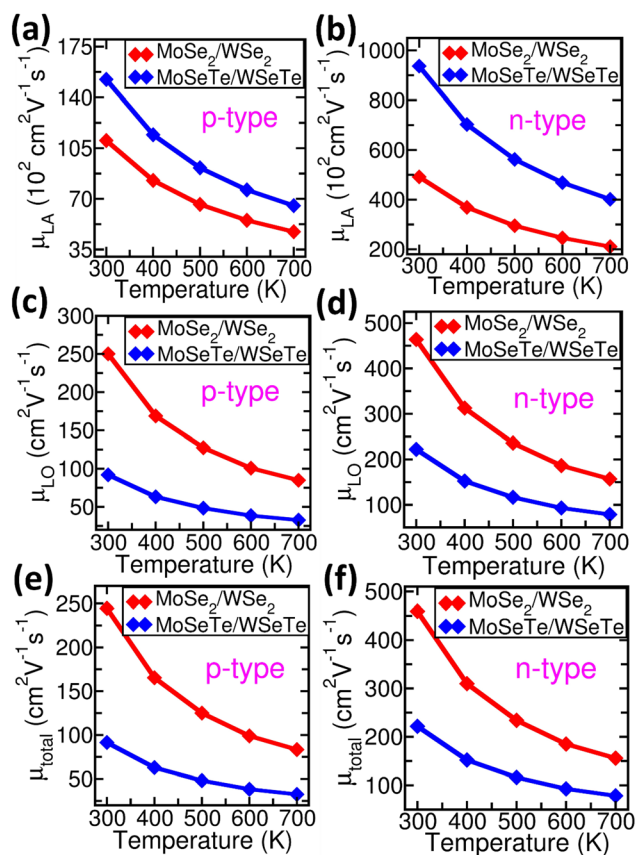 (a)
175
140
105
70
35
μLA (10² cm²V⁻¹s⁻¹)
MoSe₂/WSe₂
MoSeTe/WSeTe
p-type
300 400 500 600 700
Temperature (K)
(b)
1000
800
600
400
200
μLA (10² cm²V⁻¹s⁻¹)
MoSe₂/WSe₂
MoSeTe/WSeTe
n-type
300 400 500 600 700
Temperature (K)
(c)
300
250
200
150
100
50
μLO (cm²V⁻¹s⁻¹)
MoSe₂/WSe₂
MoSeTe/WSeTe
p-type
300 400 500 600 700
Temperature (K)
(d)
500
400
300
200
100
μLO (cm²V⁻¹s⁻¹)
MoSe₂/WSe₂
MoSeTe/WSeTe
n-type
300 400 500 600 700
Temperature (K)
(e)
250
200
150
100
50
μtotal (cm²V⁻¹s⁻¹)
MoSe₂/WSe₂
MoSeTe/WSeTe
p-type
300 400 500 600 700
Temperature (K)
(f)
500
400
300
200
100
μtotal (cm²V⁻¹s⁻¹)
MoSe₂/WSe₂
MoSeTe/WSeTe
n-type
300 400 500 600 700
Temperature (K)